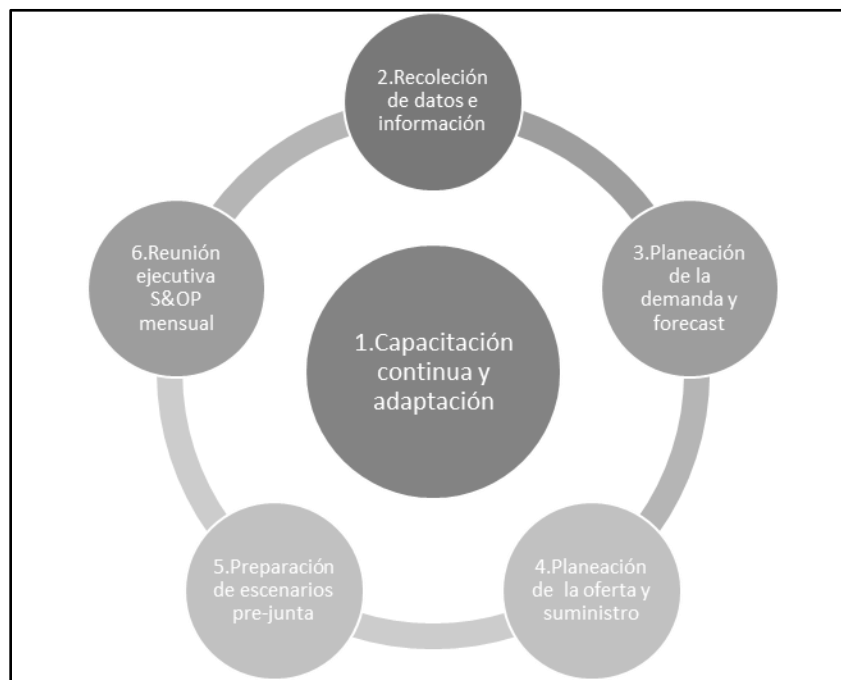 2.Recoleción
de datos e
información
3.Planeación
de la
demanda y
forecast
4.Planeación
de la oferta y
suministro
5.Preparación
de escenarios
pre-junta
6.Reunión
ejecutiva
S&OP
mensual
1.Capacitación
continua y
adaptación